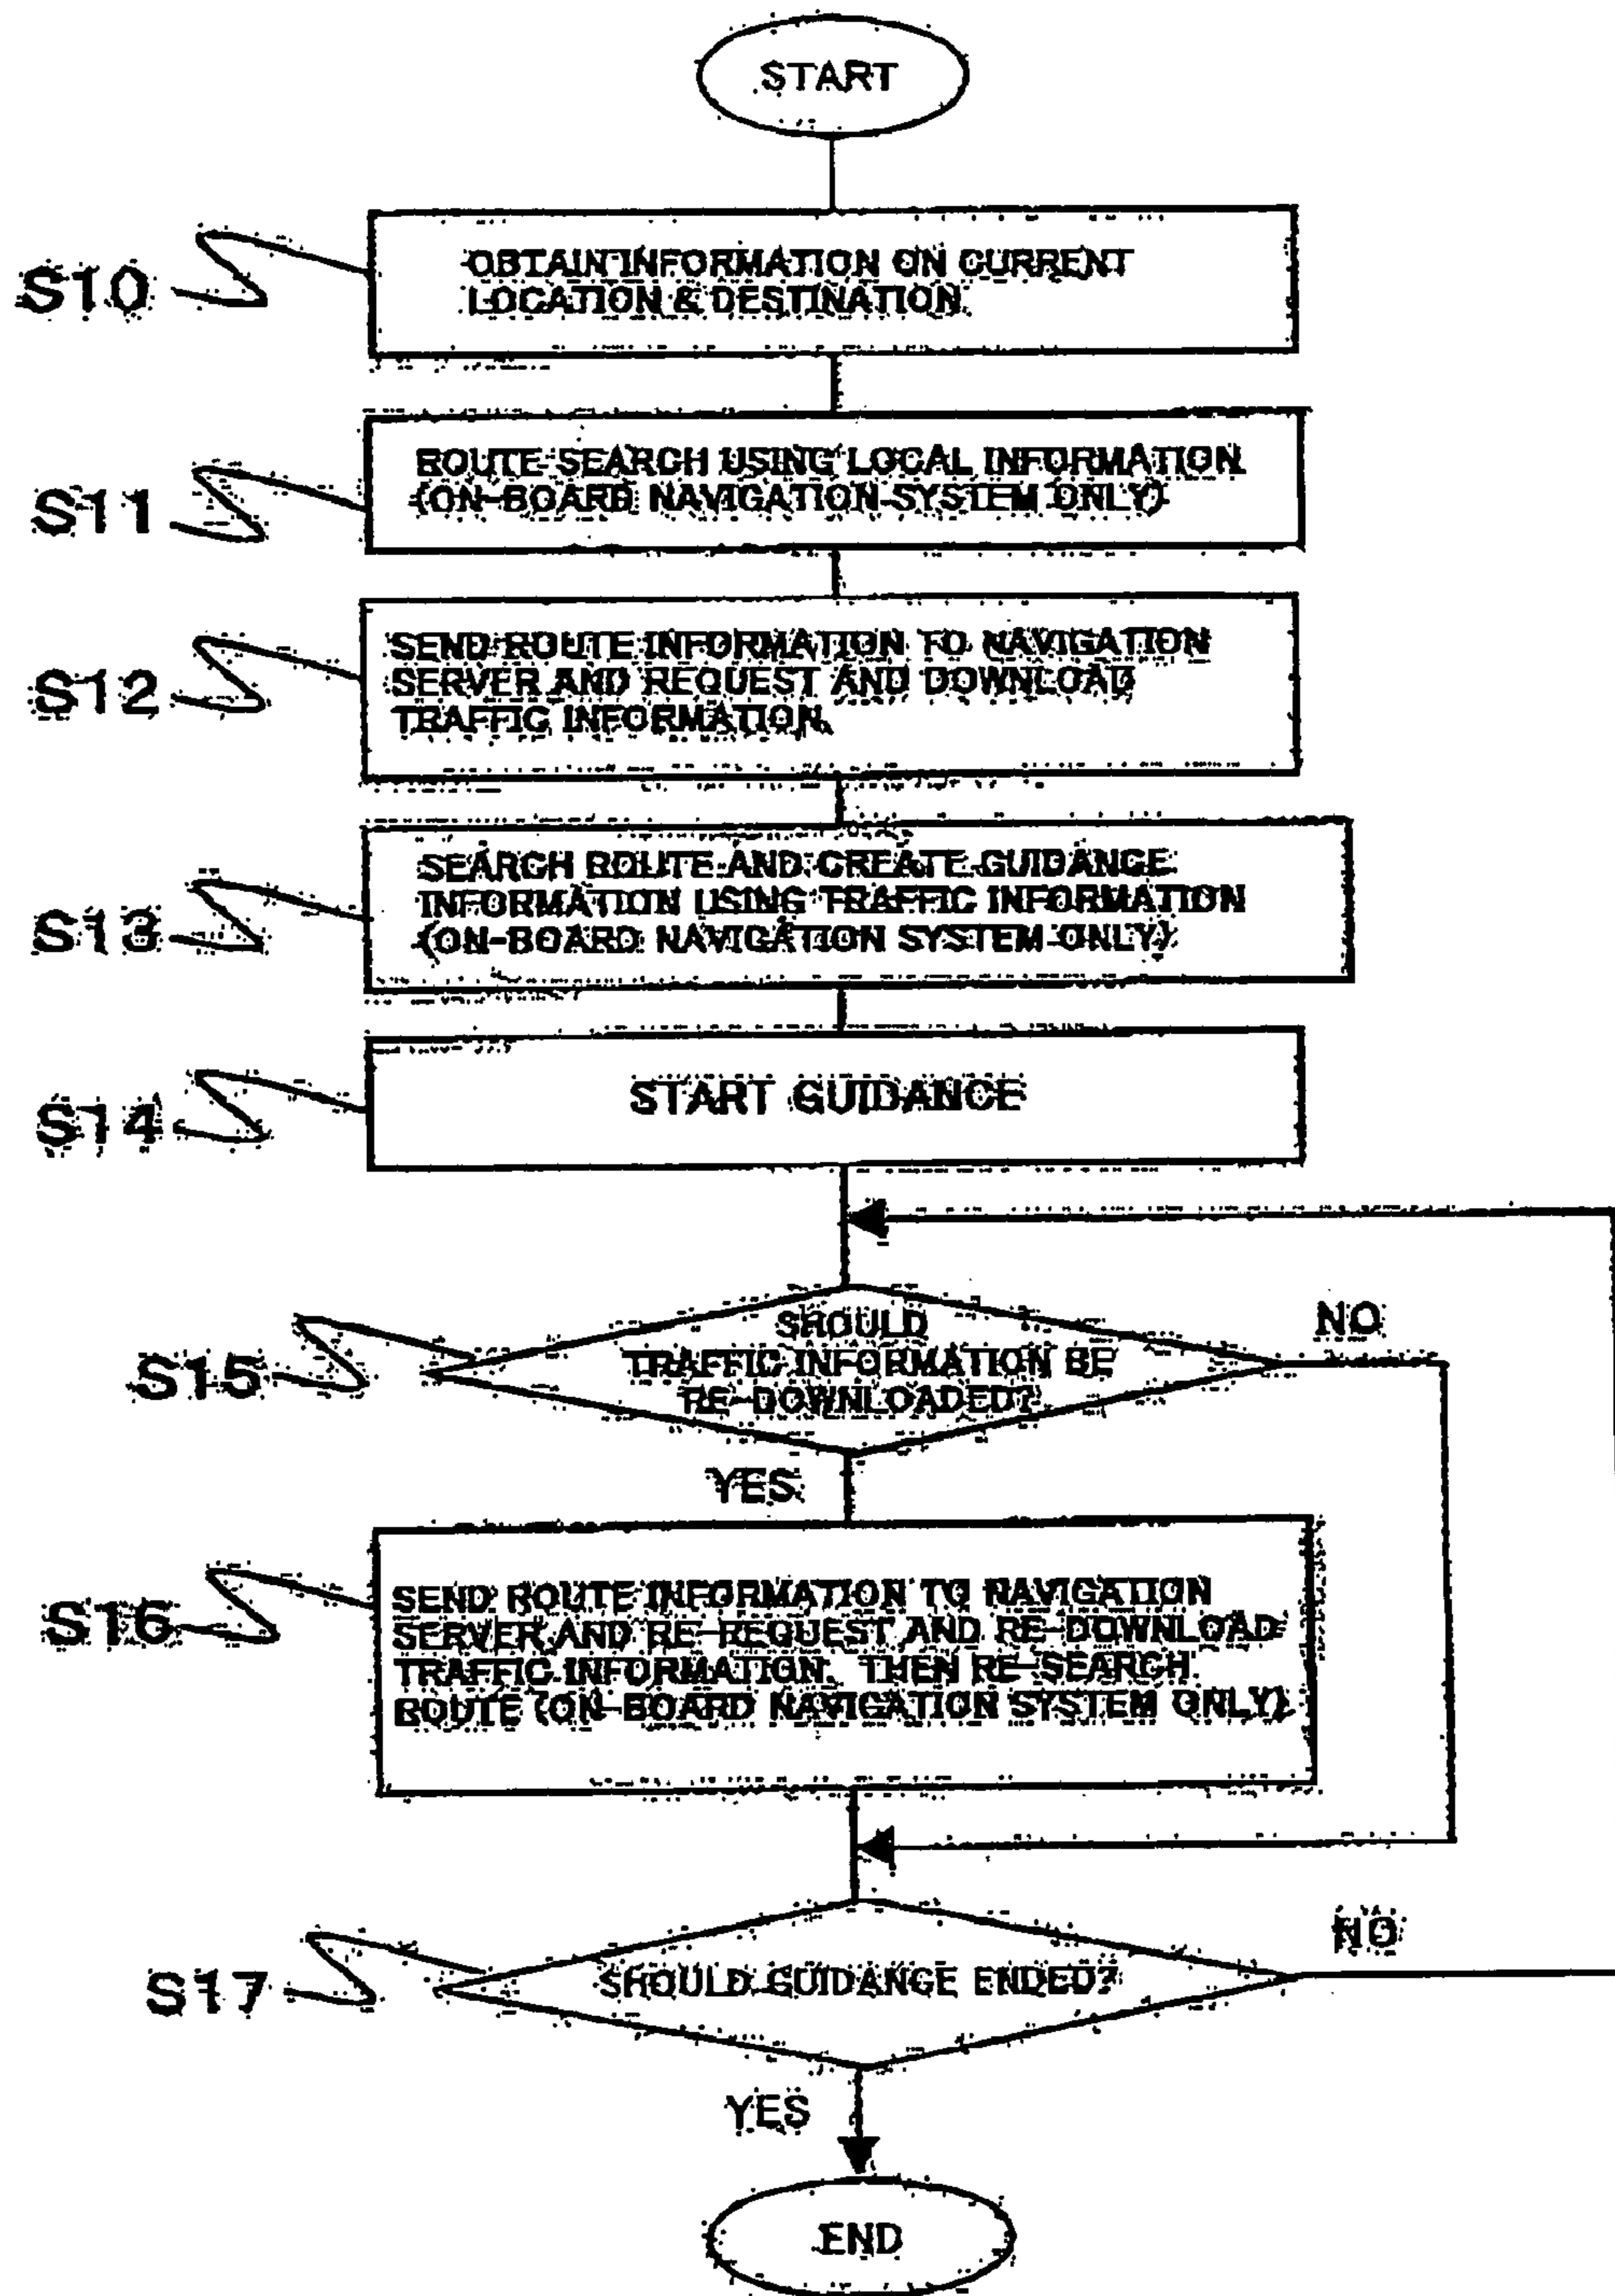 START
S10
OBTAIN INFORMATION ON CURRENT
LOCATION & DESTINATION
S11
ROUTE SEARCH USING LOCAL INFORMATION
(ON-BOARD NAVIGATION SYSTEM ONLY)
S12
SEND ROUTE INFORMATION TO NAVIGATION
SERVER AND REQUEST AND DOWNLOAD
TRAFFIC INFORMATION.
S13
SEARCH ROUTE AND CREATE GUIDANCE
INFORMATION USING TRAFFIC INFORMATION
(ON-BOARD NAVIGATION SYSTEM ONLY)
S14
START GUIDANCE
S15
SHOULD
TRAFFIC INFORMATION BE
RE-DOWNLOADED?
NO
YES
S16
SEND ROUTE INFORMATION TO NAVIGATION
SERVER AND RE-REQUEST AND RE-DOWNLOAD
TRAFFIC INFORMATION. THEN RE-SEARCH
ROUTE (ON-BOARD NAVIGATION SYSTEM ONLY)
S17
SHOULD GUIDANCE ENDED?
NO
YES
END